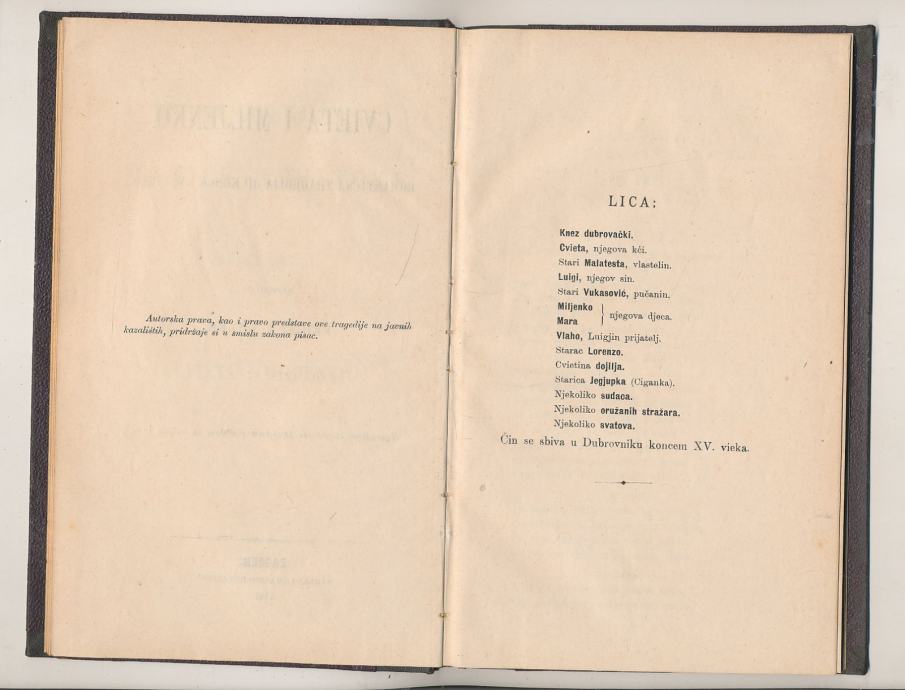 Autorska prava, kao i pravo predstave ove tragedije na javnih
kazalištih, pridržaje si u smislu zakona pisac.
LICA:
Knez dubrovački.
Cvieta, njegova kći.
Stari Malatesta, vlastelin.
Luigi, njegov sin.
Stari Vukasović, pučanin.
Miljenko
Mara
njegova djeca.
Vlaho, Luigjin prijatelj.
Starac Lorenzo.
Cvietina dojilja.
Starica Jegjupka (Ciganka).
Njekoliko sudaca.
Njekoliko oružanih stražara.
Njekoliko svatova.
Čin se sbiva u Dubrovniku koncem XV. vieka.